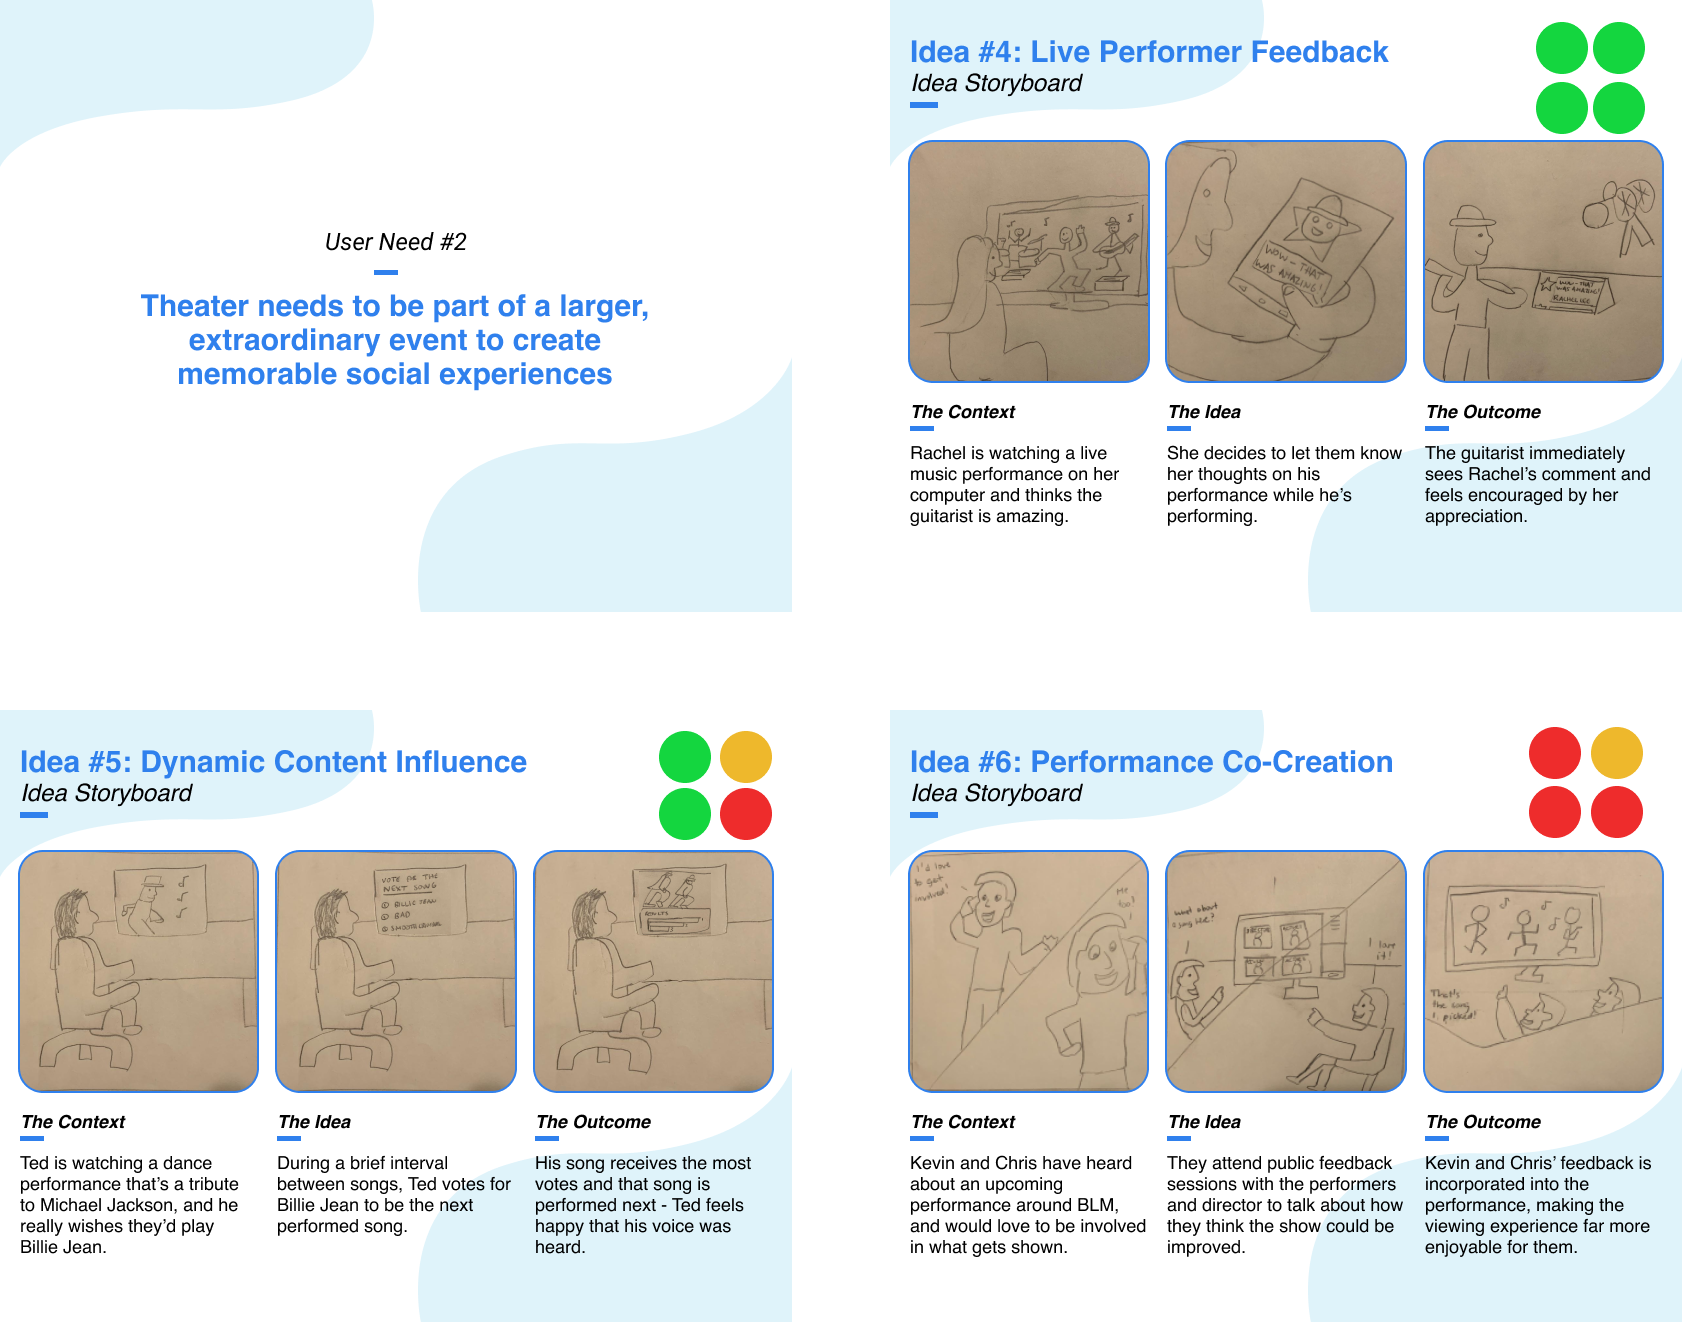 User Need #2
Theater needs to be part of a larger,
extraordinary event to create
memorable social experiences
Idea #4: Live Performer Feedback
Idea Storyboard
WOW - THAT
WAS AMAZING!
WOW - THAT
WAS AMAZING!
RACHEL LEE
The Context
Rachel is watching a live
music performance on her
computer and thinks the
guitarist is amazing.
The Idea
She decides to let them know
her thoughts on his
performance while he's
performing.
The Outcome
The guitarist immediately
sees Rachel's comment and
feels encouraged by her
appreciation.
Idea #5: Dynamic Content Influence
Idea Storyboard
VOTE FOR THE
NEXT SONG
① BILLIE JEAN
② BAD
③ SMOOTH CRIMINAL
RESULTS
The Context
Ted is watching a dance
performance that's a tribute
to Michael Jackson, and he
really wishes they'd play
Billie Jean.
The Idea
During a brief interval
between songs, Ted votes for
Billie Jean to be the next
performed song.
The Outcome
His song receives the most
votes and that song is
performed next - Ted feels
happy that his voice was
heard.
Idea #6: Performance Co-Creation
Idea Storyboard
I'd love
to get
involved!
Me
too!
what about
song
I love
it!
DIRECTOR
That's
the song
I picked!
The Context
Kevin and Chris have heard
about an upcoming
performance around BLM,
and would love to be involved
in what gets shown.
The Idea
They attend public feedback
sessions with the performers
and director to talk about how
they think the show could be
improved.
The Outcome
Kevin and Chris' feedback is
incorporated into the
performance, making the
viewing experience far more
enjoyable for them.